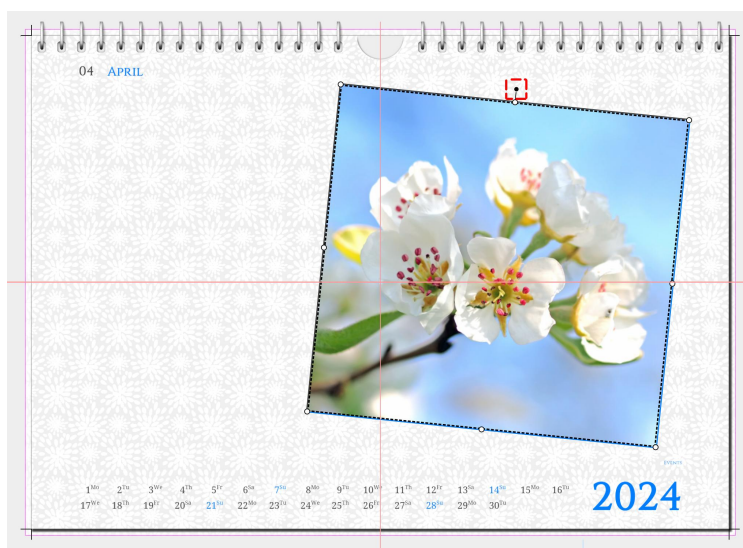 04 APRIL
EVENTS
1Mo 2Tu 3We 4Th 5Fr 6Sa 7Su 8Mo 9Tu 10We 11Th 12Fr 13Sa 14Su 15Mo 16Tu
17We 18Th 19Fr 20Sa 21Su 22Mo 23Tu 24We 25Th 26Fr 27Sa 28Su 29Mo 30Tu
2024